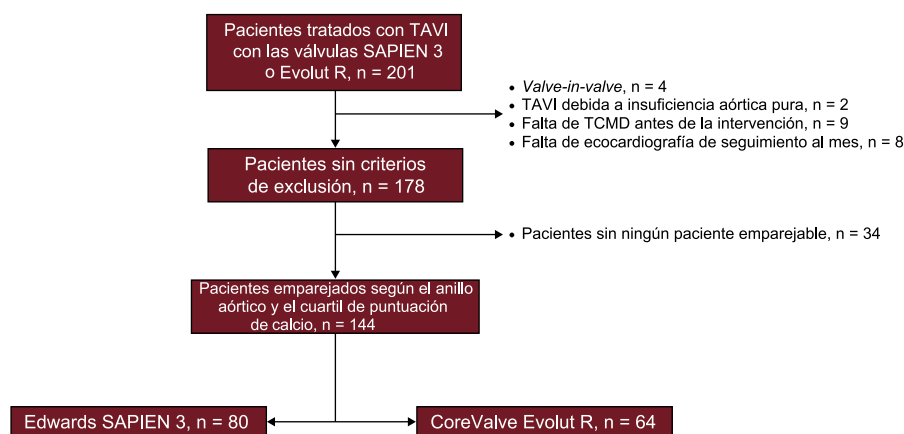 Pacientes tratados con TAVI
con las válvulas SAPIEN 3
o Evolut R, n = 201
• Valve-in-valve, n = 4
• TAVI debida a insuficiencia aórtica pura, n = 2
• Falta de TCMD antes de la intervención, n = 9
• Falta de ecocardiografía de seguimiento al mes, n = 8
Pacientes sin criterios
de exclusión, n = 178
• Pacientes sin ningún paciente emparejable, n = 34
Pacientes emparejados según el anillo
aórtico y el cuartil de puntuación
de calcio, n = 144
Edwards SAPIEN 3, n = 80
CoreValve Evolut R, n = 64